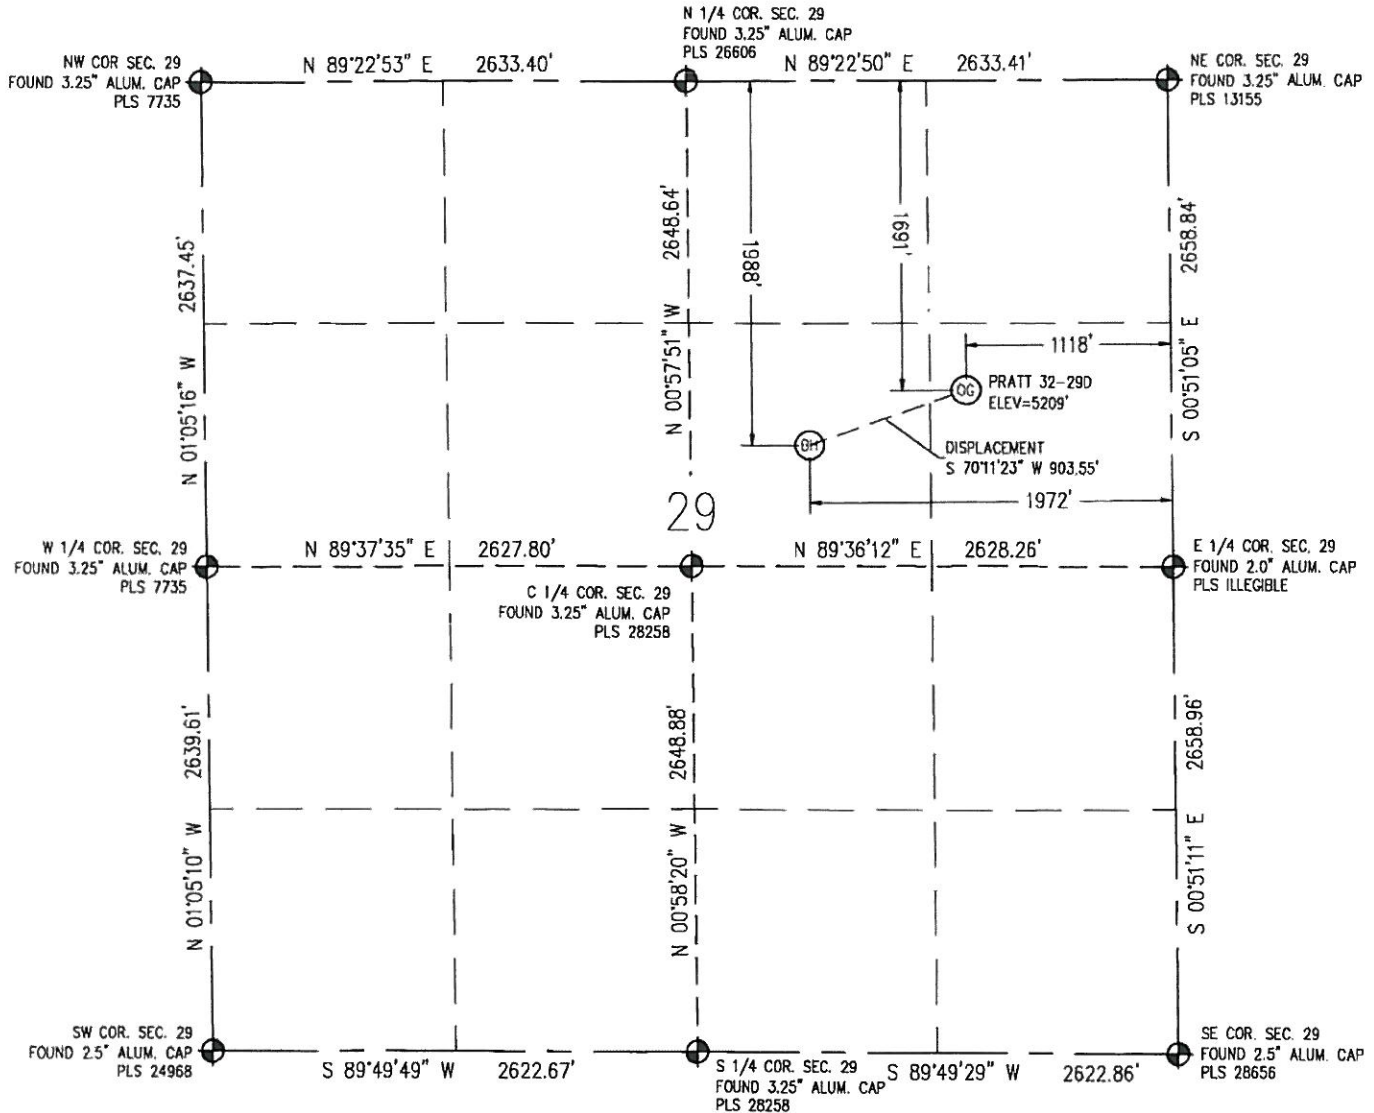 N 1/4 COR. SEC. 29
FOUND 3.25" ALUM. CAP
PLS 26606
NW COR SEC. 29
FOUND 3.25" ALUM. CAP
PLS 7735
N 89°22'53" E 2633.40'
N 89°22'50" E 2633.41'
NE COR. SEC. 29
FOUND 3.25" ALUM. CAP
PLS 13155
N 01°05'16" W 2637.45'
N 00°57'51" W 2648.64'
1988'
1691'
S 00°51'05" E 2658.84'
1118'
OG
PRATT 32-29D
ELEV=5209'
BH
DISPLACEMENT
S 70°11'23" W 903.55'
1972'
29
W 1/4 COR. SEC. 29
FOUND 3.25" ALUM. CAP
PLS 7735
N 89°37'35" E 2627.80'
N 89°36'12" E 2628.26'
E 1/4 COR. SEC. 29
FOUND 2.0" ALUM. CAP
PLS ILLEGIBLE
C 1/4 COR. SEC. 29
FOUND 3.25" ALUM. CAP
PLS 28258
N 01°05'10" W 2639.61'
N 00°58'20" W 2648.88'
S 00°51'11" E 2658.96'
SW COR. SEC. 29
FOUND 2.5" ALUM. CAP
PLS 24968
S 89°49'49" W 2622.67'
S 1/4 COR. SEC. 29
FOUND 3.25" ALUM. CAP
PLS 28258
S 89°49'29" W 2622.86'
SE COR. SEC. 29
FOUND 2.5" ALUM. CAP
PLS 28656